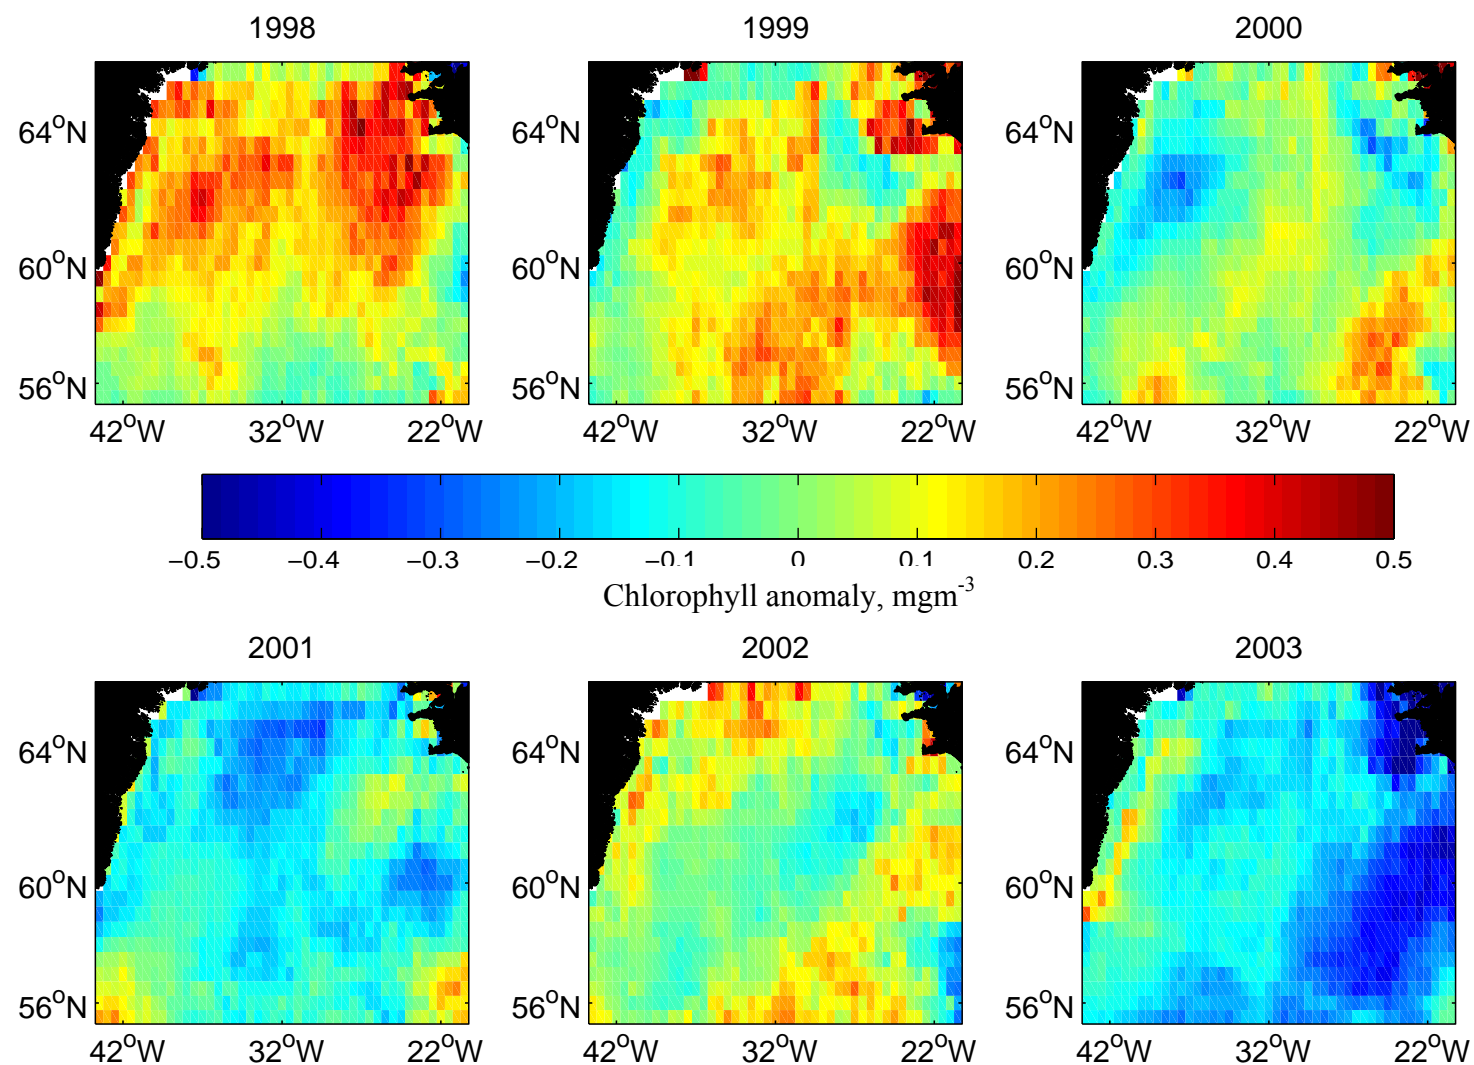 1998 1999 2000
64°N 64°N 64°N
60°N 60°N 60°N
56°N 56°N 56°N
42°W 32°W 22°W 42°W 32°W 22°W 42°W 32°W 22°W
−0.5 −0.4 −0.3 −0.2 −0.1 0 0.1 0.2 0.3 0.4 0.5
Chlorophyll anomaly, mgm-3
2001 2002 2003
64°N 64°N 64°N
60°N 60°N 60°N
56°N 56°N 56°N
42°W 32°W 22°W 42°W 32°W 22°W 42°W 32°W 22°W